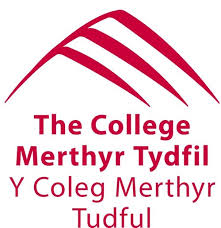 The College
Merthyr Tydfil
Y Coleg Merthyr
Tudful